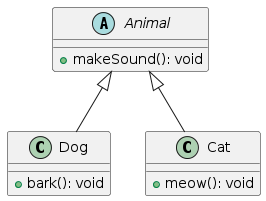 A Animal
makeSound(): void
C Dog
C Cat
bark(): void
meow(): void